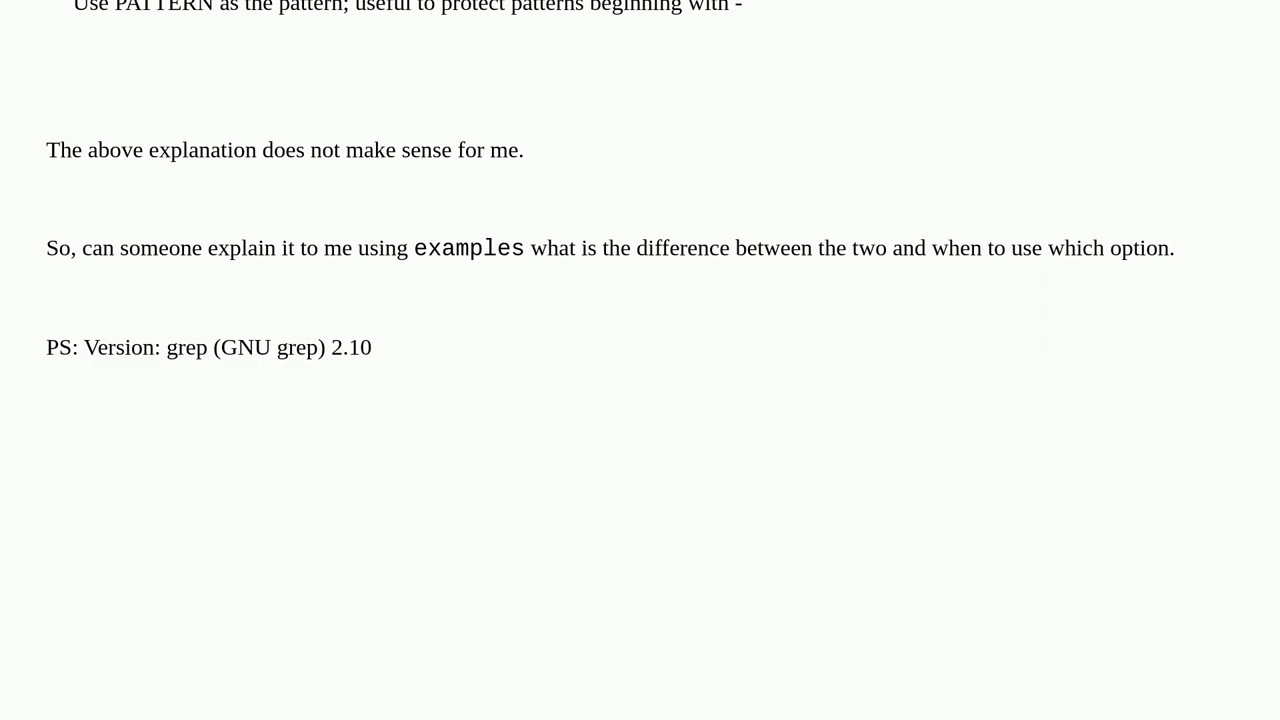 Use PATTERN as the pattern; useful to protect patterns beginning with -
The above explanation does not make sense for me.
So, can someone explain it to me using examples what is the difference between the two and when to use which option.
PS: Version: grep (GNU grep) 2.10